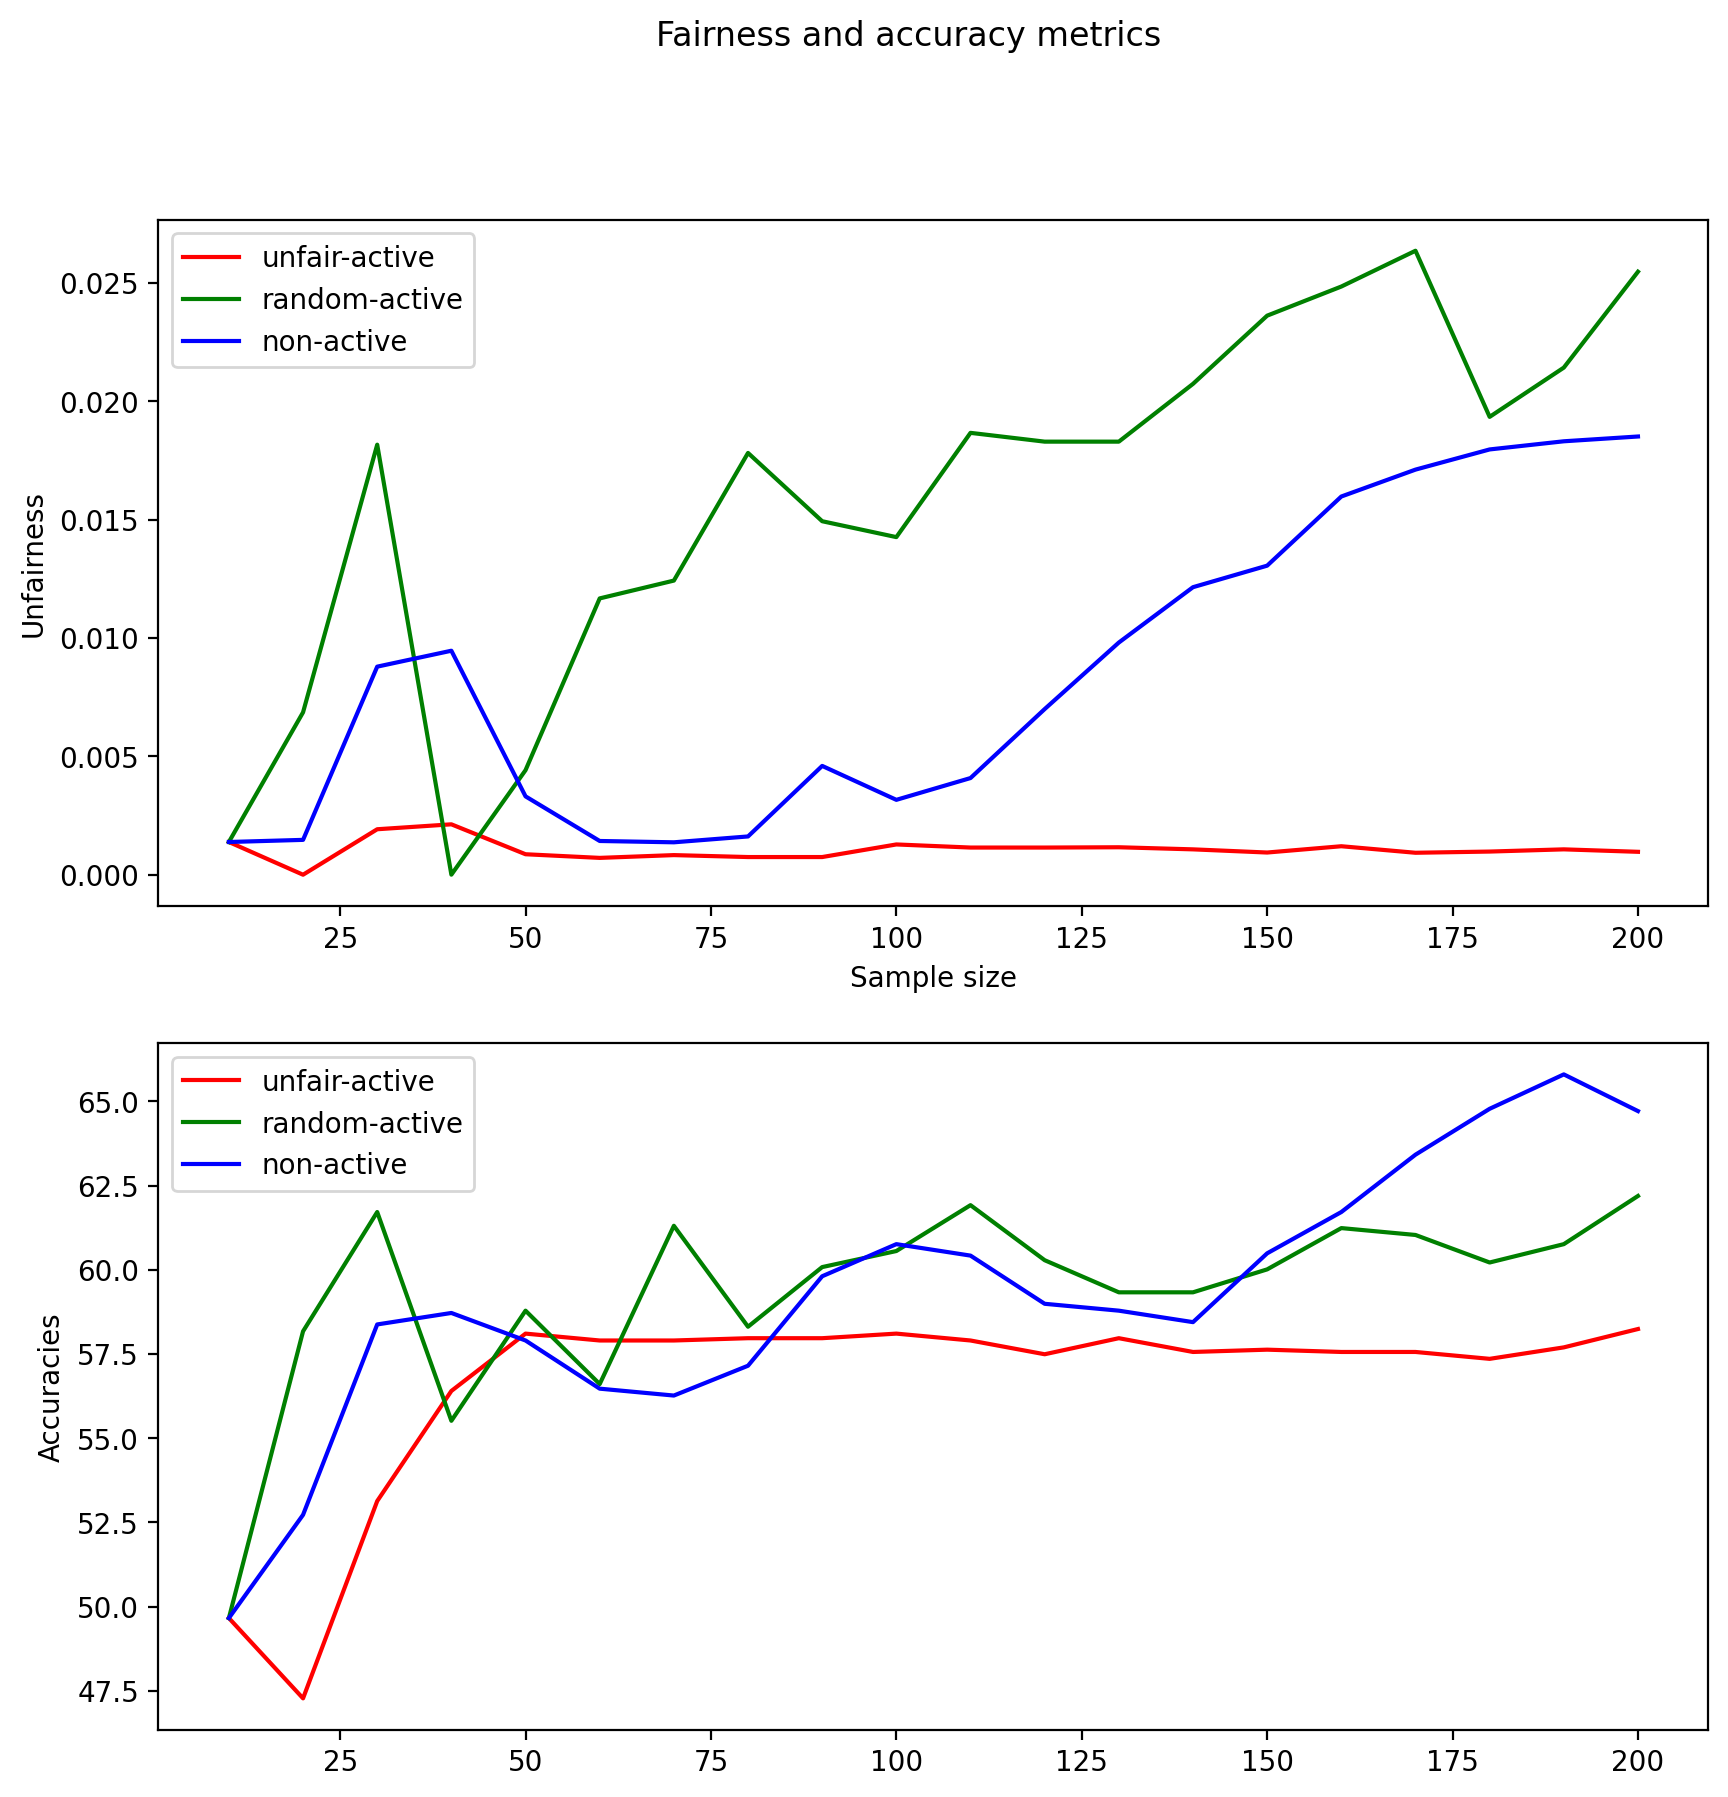 Fairness and accuracy metrics
unfair-active
random-active
non-active
0.025
0.020
0.015
0.010
0.005
0.000
Unfairness
25 50 75 100 125 150 175 200
Sample size
unfair-active
random-active
non-active
65.0
62.5
60.0
57.5
55.0
52.5
50.0
47.5
Accuracies
25 50 75 100 125 150 175 200